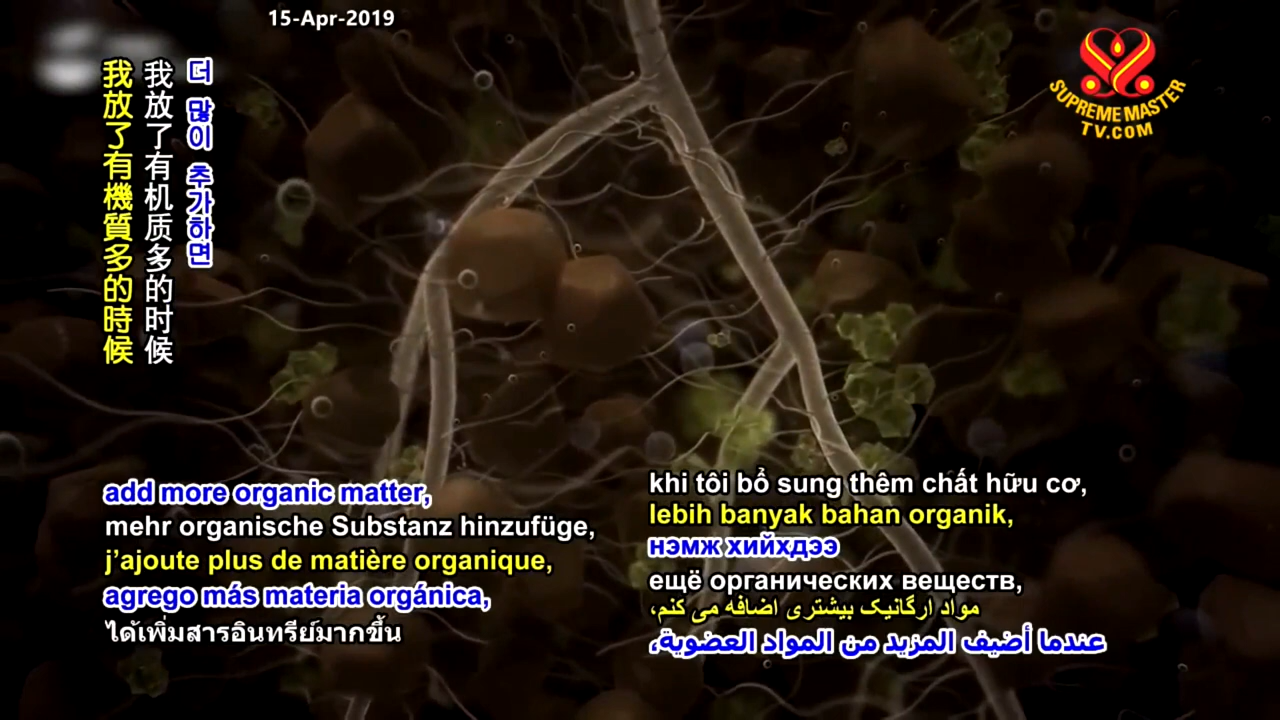 15-Apr-2019
SUPREME MASTER
TV.COM
더 많이 추가하면
我放了有机质多的时候
我放了有機質多的時候
add more organic matter,
mehr organische Substanz hinzufüge,
j’ajoute plus de matière organique,
agrego más materia orgánica,
ได้เพิ่มสารอินทรีย์มากขึ้น
khi tôi bổ sung thêm chất hữu cơ,
lebih banyak bahan organik,
нэмж хийхдээ
ещё органических веществ,
مواد ارگانیک بیشتری اضافه می کنم،
عندما أضيف المزيد من المواد العضوية،